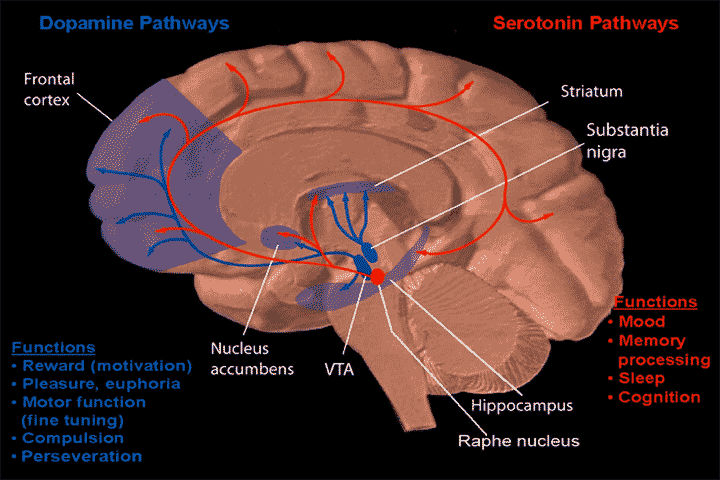 Dopamine Pathways
Serotonin Pathways
Frontal
cortex
Striatum
Substantia
nigra
Nucleus
accumbens
VTA
Hippocampus
Raphe nucleus
Functions
• Reward (motivation)
• Pleasure, euphoria
• Motor function
(fine tuning)
• Compulsion
• Perseveration
Functions
• Mood
• Memory
processing
• Sleep
• Cognition